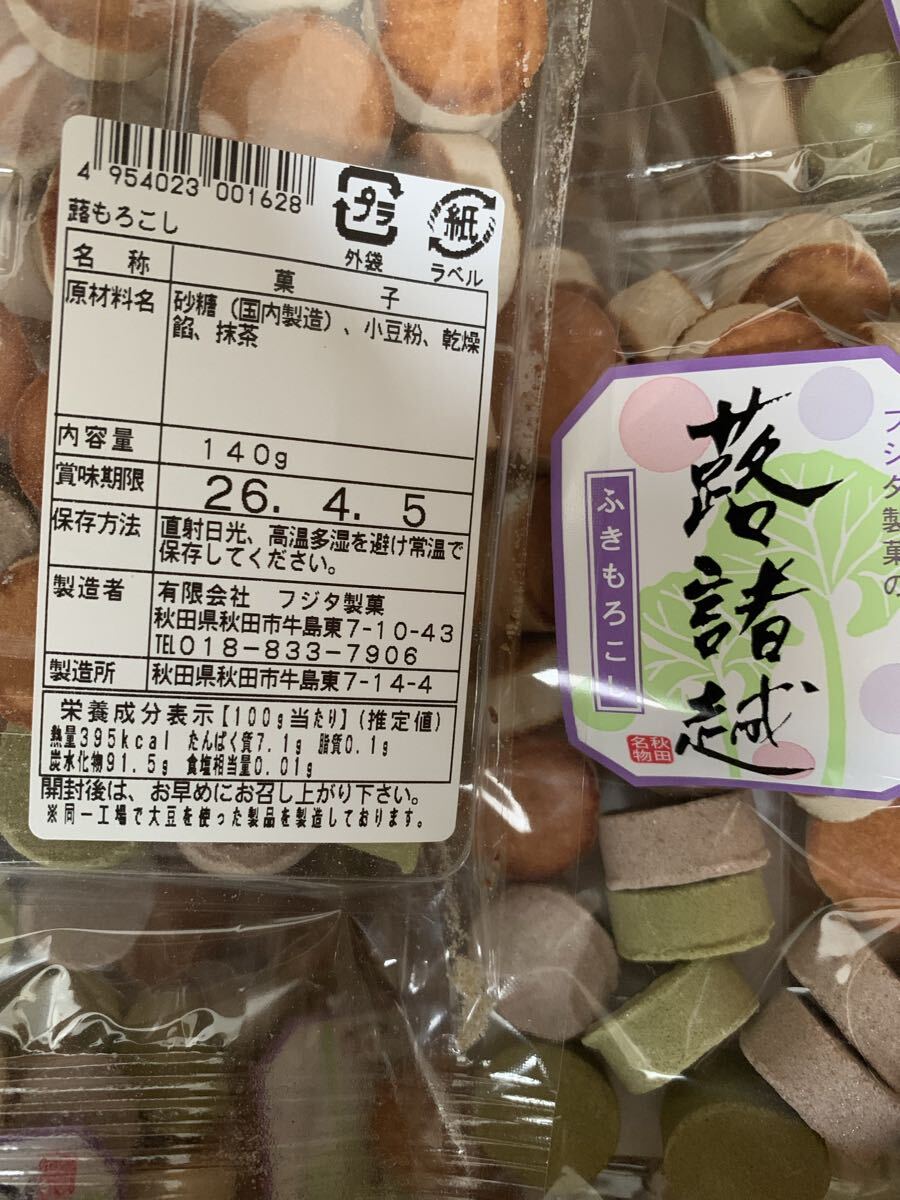 4 954023 001628
プラ
外袋
紙
ラベル
蕗もろこし
名 称
菓 子
原材料名
砂糖（国内製造）、小豆粉、乾燥
餡、抹茶
内容量
140g
賞味期限
26. 4. 5
保存方法
直射日光、高温多湿を避け常温で
保存してください。
製造者
有限会社 フジタ製菓
秋田県秋田市牛島東7-10-43
TEL018-833-7906
製造所
秋田県秋田市牛島東7-14-4
栄養成分表示【100g当たり】(推定値)
熱量395kcal たんぱく質7.1g 脂質0.1g
炭水化物91.5g 食塩相当量0.01g
開封後は、お早めにお召し上がり下さい。
※同一工場で大豆を使った製品を製造しております。
フジタ製菓の
蕗諸越
ふきもろこし
秋田
名物